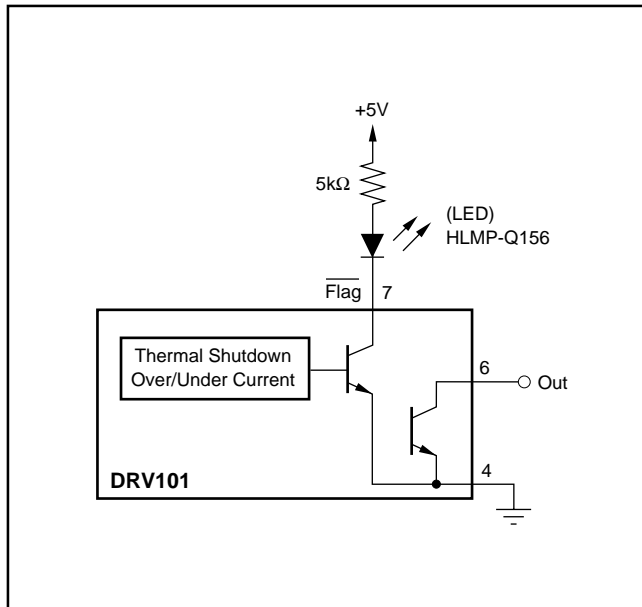 +5V
5kΩ
(LED)
HLMP-Q156
Flag
7
Thermal Shutdown
Over/Under Current
6
Out
4
DRV101